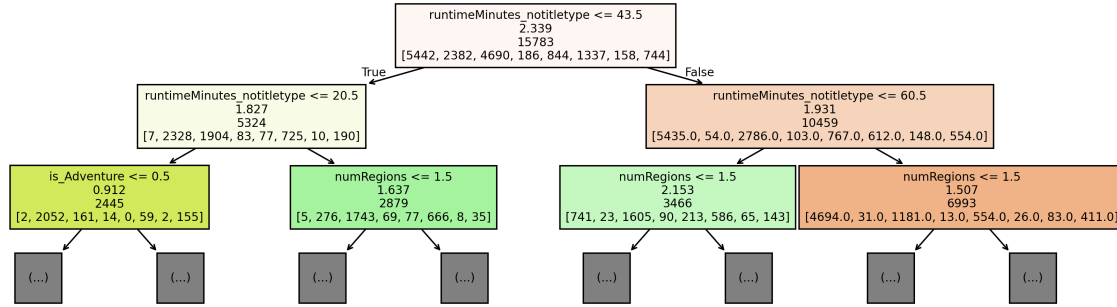 runtimeMinutes_notitletype <= 43.5
2.339
15783
[5442, 2382, 4690, 186, 844, 1337, 158, 744]
True
False
runtimeMinutes_notitletype <= 20.5
1.827
5324
[7, 2328, 1904, 83, 77, 725, 10, 190]
runtimeMinutes_notitletype <= 60.5
1.931
10459
[5435.0, 54.0, 2786.0, 103.0, 767.0, 612.0, 148.0, 554.0]
is_Adventure <= 0.5
0.912
2445
[2, 2052, 161, 14, 0, 59, 2, 155]
numRegions <= 1.5
1.637
2879
[5, 276, 1743, 69, 77, 666, 8, 35]
numRegions <= 1.5
2.153
3466
[741, 23, 1605, 90, 213, 586, 65, 143]
numRegions <= 1.5
1.507
6993
[4694.0, 31.0, 1181.0, 13.0, 554.0, 26.0, 83.0, 411.0]
(...)
(...)
(...)
(...)
(...)
(...)
(...)
(...)